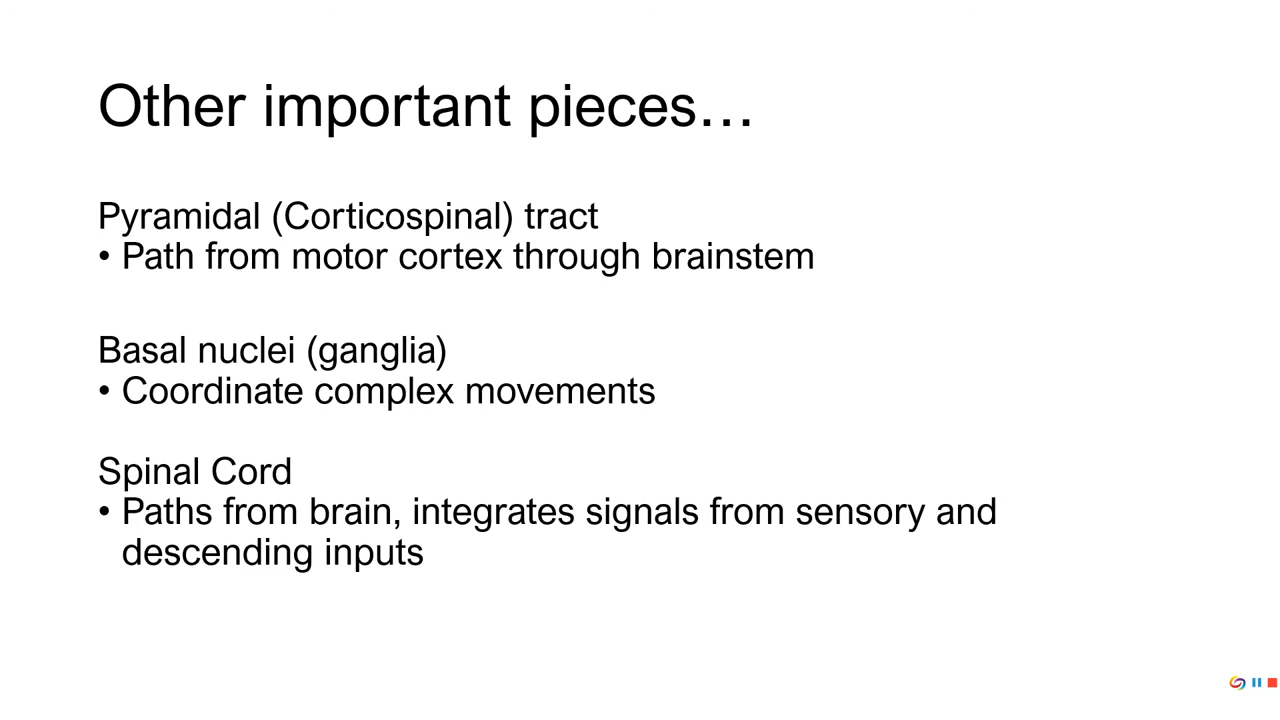 Other important pieces…
Pyramidal (Corticospinal) tract
• Path from motor cortex through brainstem
Basal nuclei (ganglia)
• Coordinate complex movements
Spinal Cord
• Paths from brain, integrates signals from sensory and
descending inputs